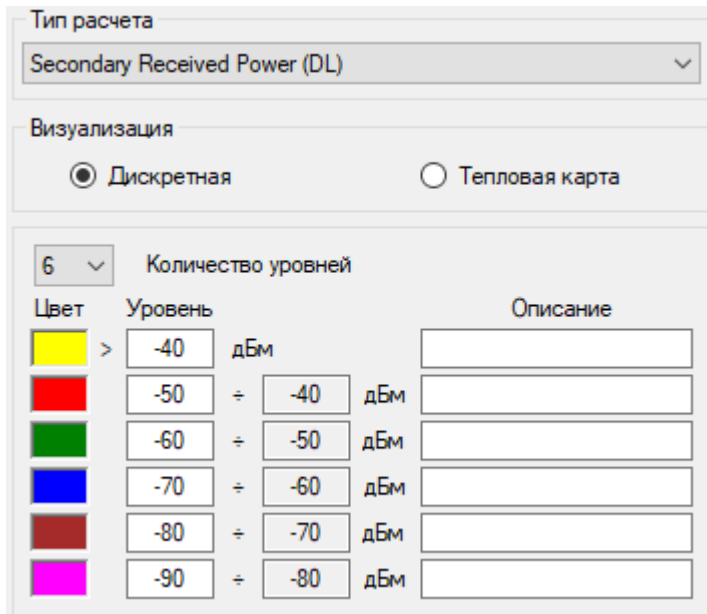 Тип расчета
Secondary Received Power (DL)
Визуализация
Дискретная Тепловая карта
6 Количество уровней
Цвет Уровень Описание
> -40 дБм
-50 ÷ -40 дБм
-60 ÷ -50 дБм
-70 ÷ -60 дБм
-80 ÷ -70 дБм
-90 ÷ -80 дБм